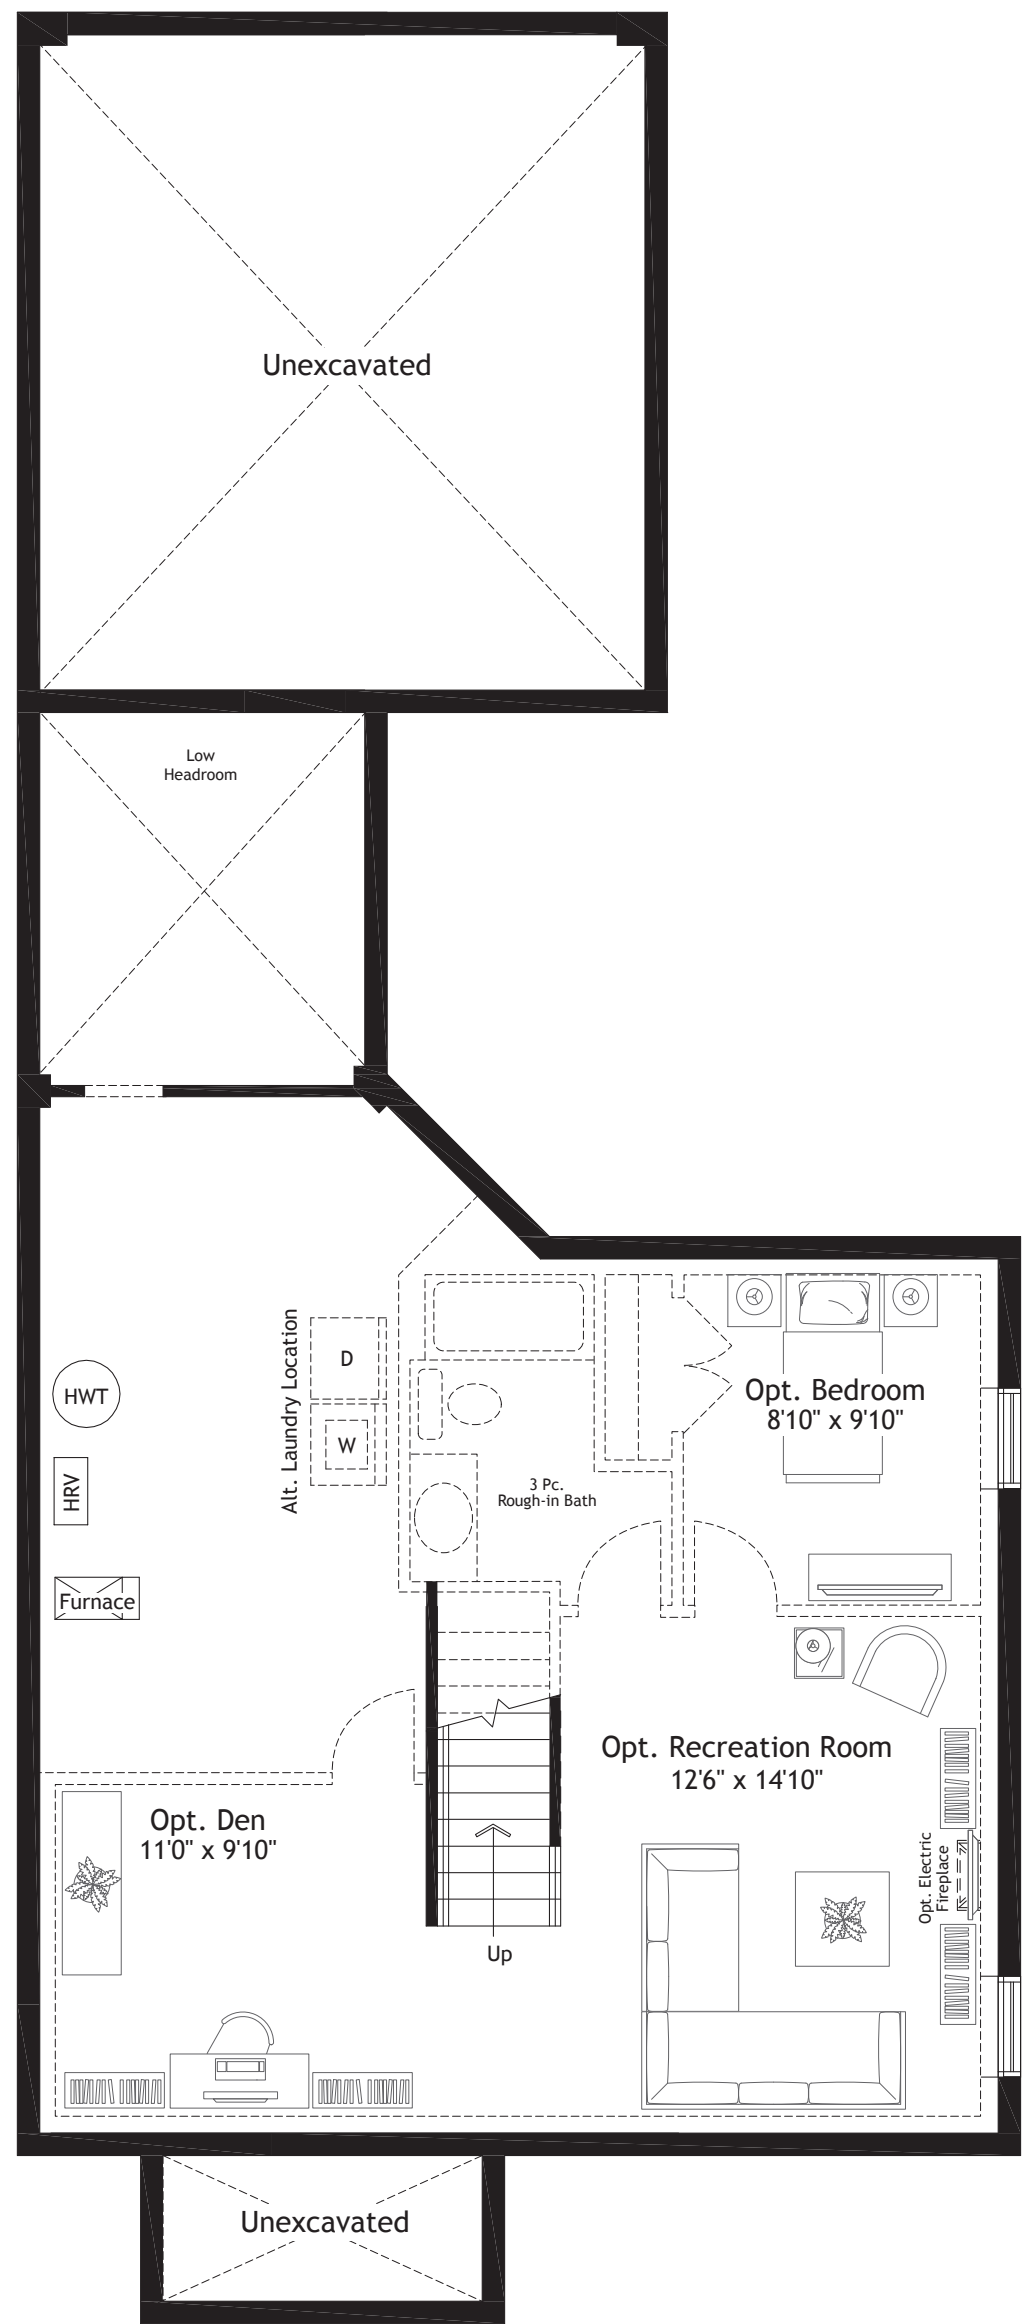 Unexcavated
Low
Headroom
Alt. Laundry Location
D
W
HWT
HRV
Furnace
3 Pc.
Rough-in Bath
Opt. Bedroom
8'10" x 9'10"
Opt. Recreation Room
12'6" x 14'10"
Opt. Den
11'0" x 9'10"
Opt. Electric
Fireplace
Up
Unexcavated